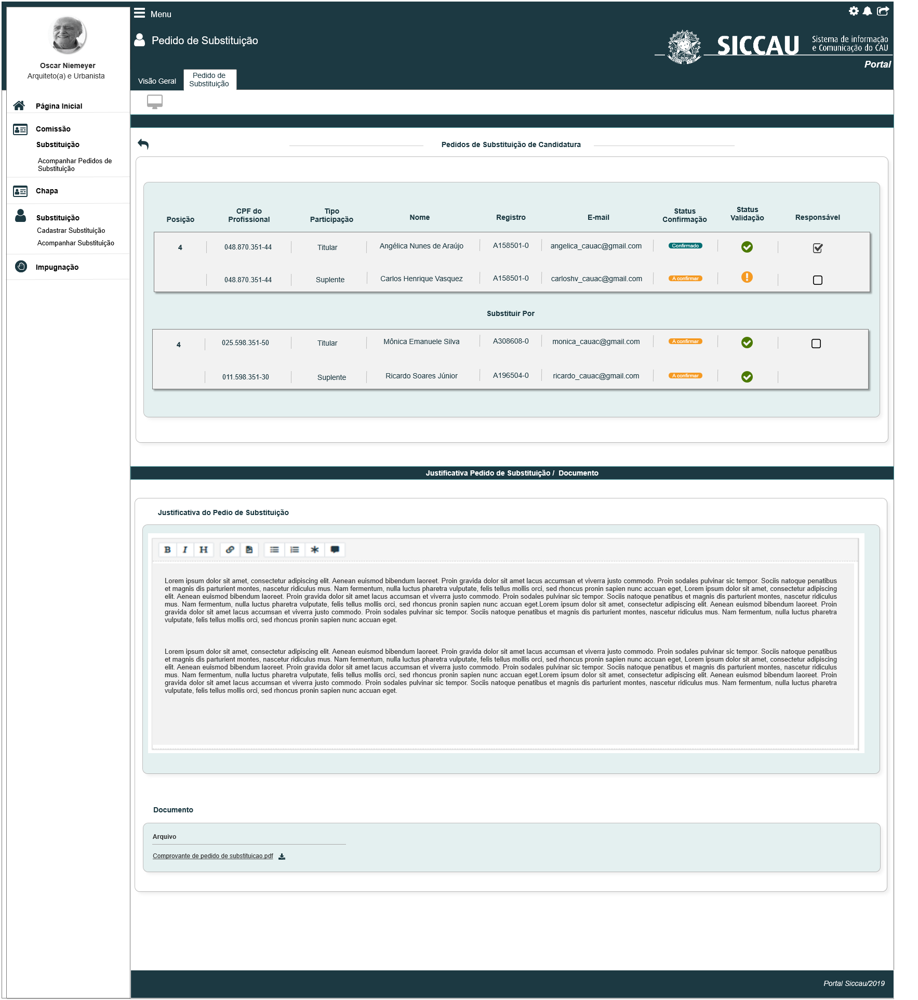 Menu
Pedido de Substituição
SICCAU
Sistema de informação
e Comunicação do CAU
Portal
Oscar Niemeyer
Arquiteto(a) e Urbanista
Visão Geral
Pedido de
Substituição
Página Inicial
Comissão
Substituição
Acompanhar Pedidos de
Substituição
Chapa
Substituição
Cadastrar Substituição
Acompanhar Substituição
Impugnação
Pedidos de Substituição de Candidatura
Posição CPF do Profissional Tipo Participação Nome Registro E-mail Status Confirmação Status Validação Responsável
4 048.870.351-44 Titular Angélica Nunes de Araújo A158501-0 angelica_cauac@gmail.com Confirmado
048.870.351-44 Suplente Carlos Henrique Vasquez A158501-0 carloshv_cauac@gmail.com A confirmar
Substituir Por
4 025.598.351-50 Titular Mônica Emanuele Silva A308608-0 monica_cauac@gmail.com A confirmar
011.598.351-30 Suplente Ricardo Soares Júnior A196504-0 ricardo_cauac@gmail.com A confirmar
Justificativa Pedido de Substituição / Documento
Justificativa do Pedio de Substituição
B I H
Lorem ipsum dolor sit amet, consectetur adipiscing elit. Aenean euismod bibendum laoreet. Proin gravida dolor sit amet lacus accumsan et viverra justo commodo. Proin sodales pulvinar sic tempor. Sociis natoque penatibus
et magnis dis parturient montes, nascetur ridiculus mus. Nam fermentum, nulla luctus pharetra vulputate, felis tellus mollis orci, sed rhoncus pronin sapien nunc accuan eget, Lorem ipsum dolor sit amet, consectetur adipiscing
elit. Aenean euismod bibendum laoreet. Proin gravida dolor sit amet lacus accumsan et viverra justo commodo. Proin sodales pulvinar sic tempor. Sociis natoque penatibus et magnis dis parturient montes, nascetur ridiculus
mus. Nam fermentum, nulla luctus pharetra vulputate, felis tellus mollis orci, sed rhoncus pronin sapien nunc accuan eget.Lorem ipsum dolor sit amet, consectetur adipiscing elit. Aenean euismod bibendum laoreet. Proin
gravida dolor sit amet lacus accumsan et viverra justo commodo. Proin sodales pulvinar sic tempor. Sociis natoque penatibus et magnis dis parturient montes, nascetur ridiculus mus. Nam fermentum, nulla luctus pharetra
vulputate, felis tellus mollis orci, sed rhoncus pronin sapien nunc accuan eget.
Lorem ipsum dolor sit amet, consectetur adipiscing elit. Aenean euismod bibendum laoreet. Proin gravida dolor sit amet lacus accumsan et viverra justo commodo. Proin sodales pulvinar sic tempor. Sociis natoque penatibus
et magnis dis parturient montes, nascetur ridiculus mus. Nam fermentum, nulla luctus pharetra vulputate, felis tellus mollis orci, sed rhoncus pronin sapien nunc accuan eget, Lorem ipsum dolor sit amet, consectetur adipiscing
elit. Aenean euismod bibendum laoreet. Proin gravida dolor sit amet lacus accumsan et viverra justo commodo. Proin sodales pulvinar sic tempor. Sociis natoque penatibus et magnis dis parturient montes, nascetur ridiculus
mus. Nam fermentum, nulla luctus pharetra vulputate, felis tellus mollis orci, sed rhoncus pronin sapien nunc accuan eget.Lorem ipsum dolor sit amet, consectetur adipiscing elit. Aenean euismod bibendum laoreet. Proin
gravida dolor sit amet lacus accumsan et viverra justo commodo. Proin sodales pulvinar sic tempor. Sociis natoque penatibus et magnis dis parturient montes, nascetur ridiculus mus. Nam fermentum, nulla luctus pharetra
vulputate, felis tellus mollis orci, sed rhoncus pronin sapien nunc accuan eget.
Documento
Arquivo
Comprovante de pedido de substituicao.pdf
Portal Siccau/2019